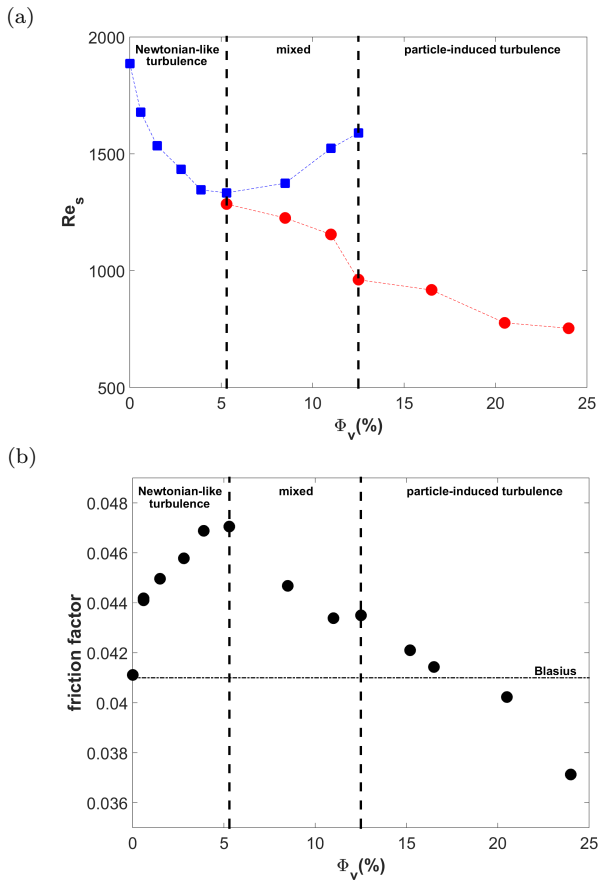 (a)
2000
1500
1000
500
Re_s
Newtonian-like
turbulence
mixed
particle-induced turbulence
0 5 10 15 20 25
Φ_v(%)
(b)
0.048
0.046
0.044
0.042
0.04
0.038
0.036
friction factor
Newtonian-like
turbulence
mixed
particle-induced turbulence
Blasius
0 5 10 15 20 25
Φ_v(%)